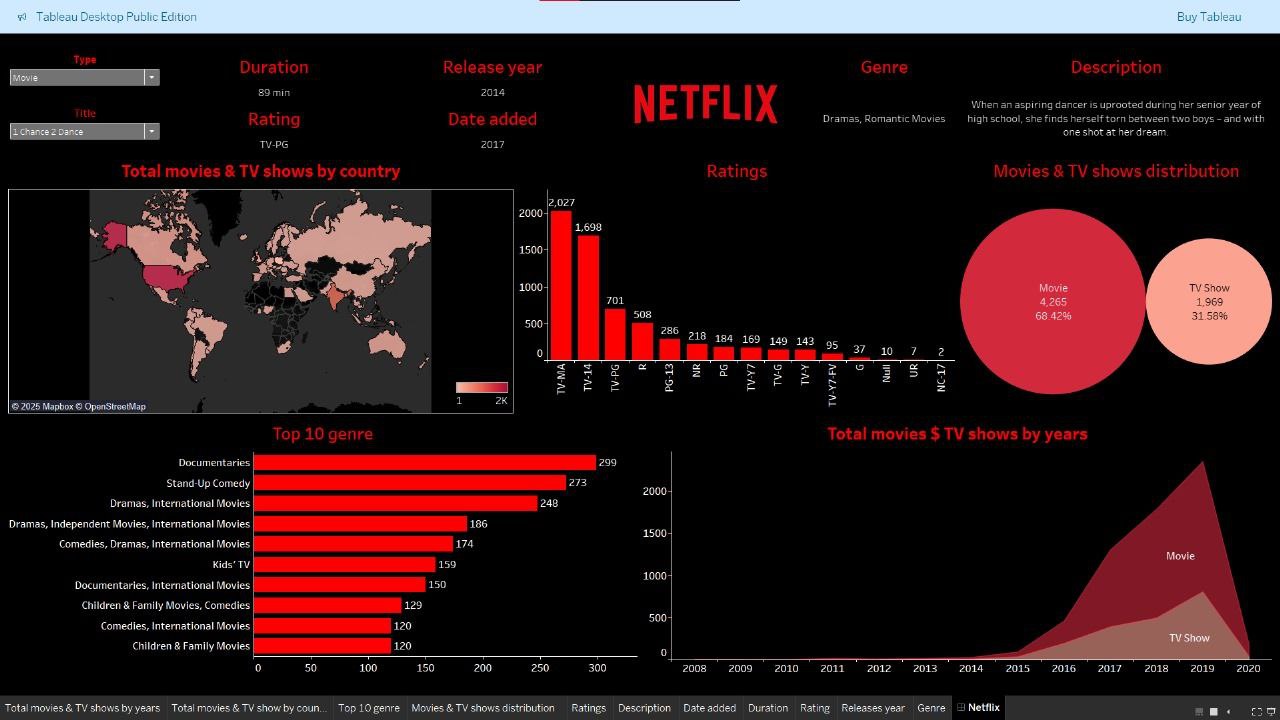 Tableau Desktop Public Edition
Buy Tableau
Type
Movie
Title
1 Chance 2 Dance
Duration
89 min
Rating
TV-PG
Release year
2014
Date added
2017
NETFLIX
Genre
Dramas, Romantic Movies
Description
When an aspiring dancer is uprooted during her senior year of
high school, she finds herself torn between two boys – and with
one shot at her dream.
Total movies & TV shows by country
© 2025 Mapbox © OpenStreetMap
1
2K
Ratings
2000
1500
1000
500
0
2,027
1,698
701
508
286
218
184
169
149
143
95
37
10
7
2
TV-MA
TV-14
TV-PG
R
PG-13
NR
PG
TV-Y7
TV-G
TV-Y
TV-Y7-FV
G
Null
UR
NC-17
Movies & TV shows distribution
Movie
4,265
68.42%
TV Show
1,969
31.58%
Top 10 genre
Documentaries 299
Stand-Up Comedy 273
Dramas, International Movies 248
Dramas, Independent Movies, International Movies 186
Comedies, Dramas, International Movies 174
Kids' TV 159
Documentaries, International Movies 150
Children & Family Movies, Comedies 129
Comedies, International Movies 120
Children & Family Movies 120
0 50 100 150 200 250 300
Total movies $ TV shows by years
2000
1500
1000
500
0
Movie
TV Show
2008 2009 2010 2011 2012 2013 2014 2015 2016 2017 2018 2019 2020
Total movies & TV shows by years
Total movies & TV show by coun...
Top 10 genre
Movies & TV shows distribution
Ratings
Description
Date added
Duration
Rating
Releases year
Genre
Netflix